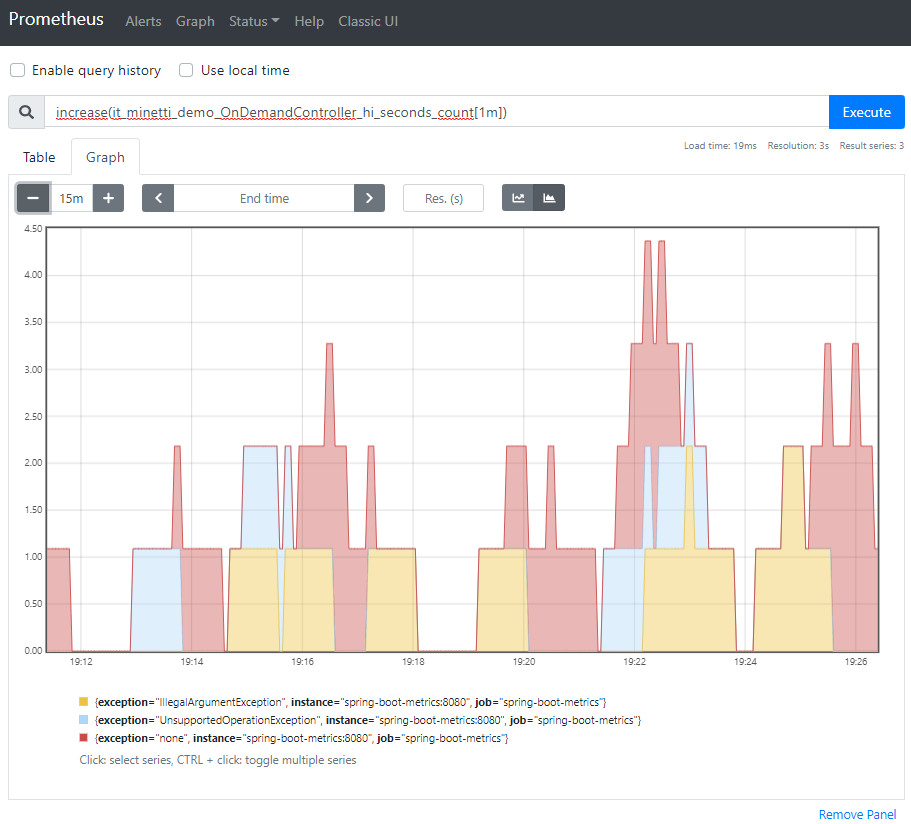 Prometheus Alerts Graph Status Help Classic UI
Enable query history Use local time
increase(it_minetti_demo_OnDemandController_hi_seconds_count[1m]) Execute
Load time: 19ms Resolution: 3s Result series: 3
Table Graph
15m End time Res. (s)
4.50
4.00
3.50
3.00
2.50
2.00
1.50
1.00
0.50
0.00
19:12 19:14 19:16 19:18 19:20 19:22 19:24 19:26
{exception="IllegalArgumentException", instance="spring-boot-metrics:8080", job="spring-boot-metrics"}
{exception="UnsupportedOperationException", instance="spring-boot-metrics:8080", job="spring-boot-metrics"}
{exception="none", instance="spring-boot-metrics:8080", job="spring-boot-metrics"}
Click: select series, CTRL + click: toggle multiple series
Remove Panel